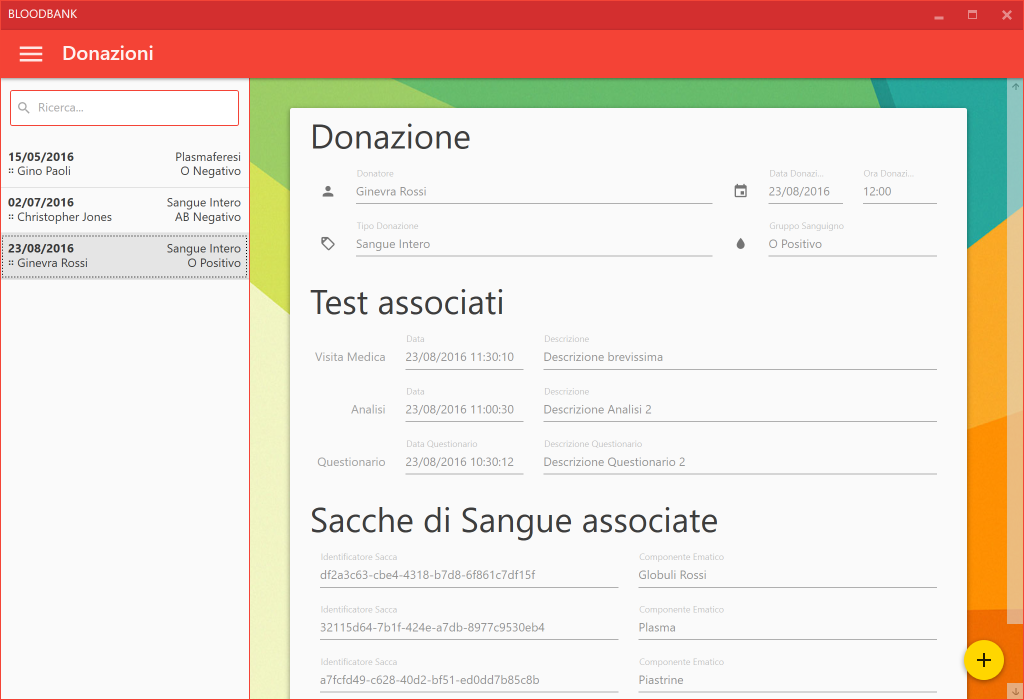 BLOODBANK
Donazioni
Ricerca...
15/05/2016 Plasmaferesi
Gino Paoli O Negativo
02/07/2016 Sangue Intero
Christopher Jones AB Negativo
23/08/2016 Sangue Intero
Ginevra Rossi O Positivo
Donazione
Donatore Data Donazi... Ora Donazi...
Ginevra Rossi 23/08/2016 12:00
Tipo Donazione Gruppo Sanguigno
Sangue Intero O Positivo
Test associati
Data Descrizione
Visita Medica 23/08/2016 11:30:10 Descrizione brevissima
Data Descrizione
Analisi 23/08/2016 11:00:30 Descrizione Analisi 2
Data Questionario Descrizione Questionario
Questionario 23/08/2016 10:30:12 Descrizione Questionario 2
Sacche di Sangue associate
Identificatore Sacca Componente Ematico
df2a3c63-cbe4-4318-b7d8-6f861c7df15f Globuli Rossi
Identificatore Sacca Componente Ematico
32115d64-7b1f-424e-a7db-8977c9530eb4 Plasma
Identificatore Sacca Componente Ematico
a7fcfd49-c628-40d2-bf51-ed0dd7b85c8b Piastrine